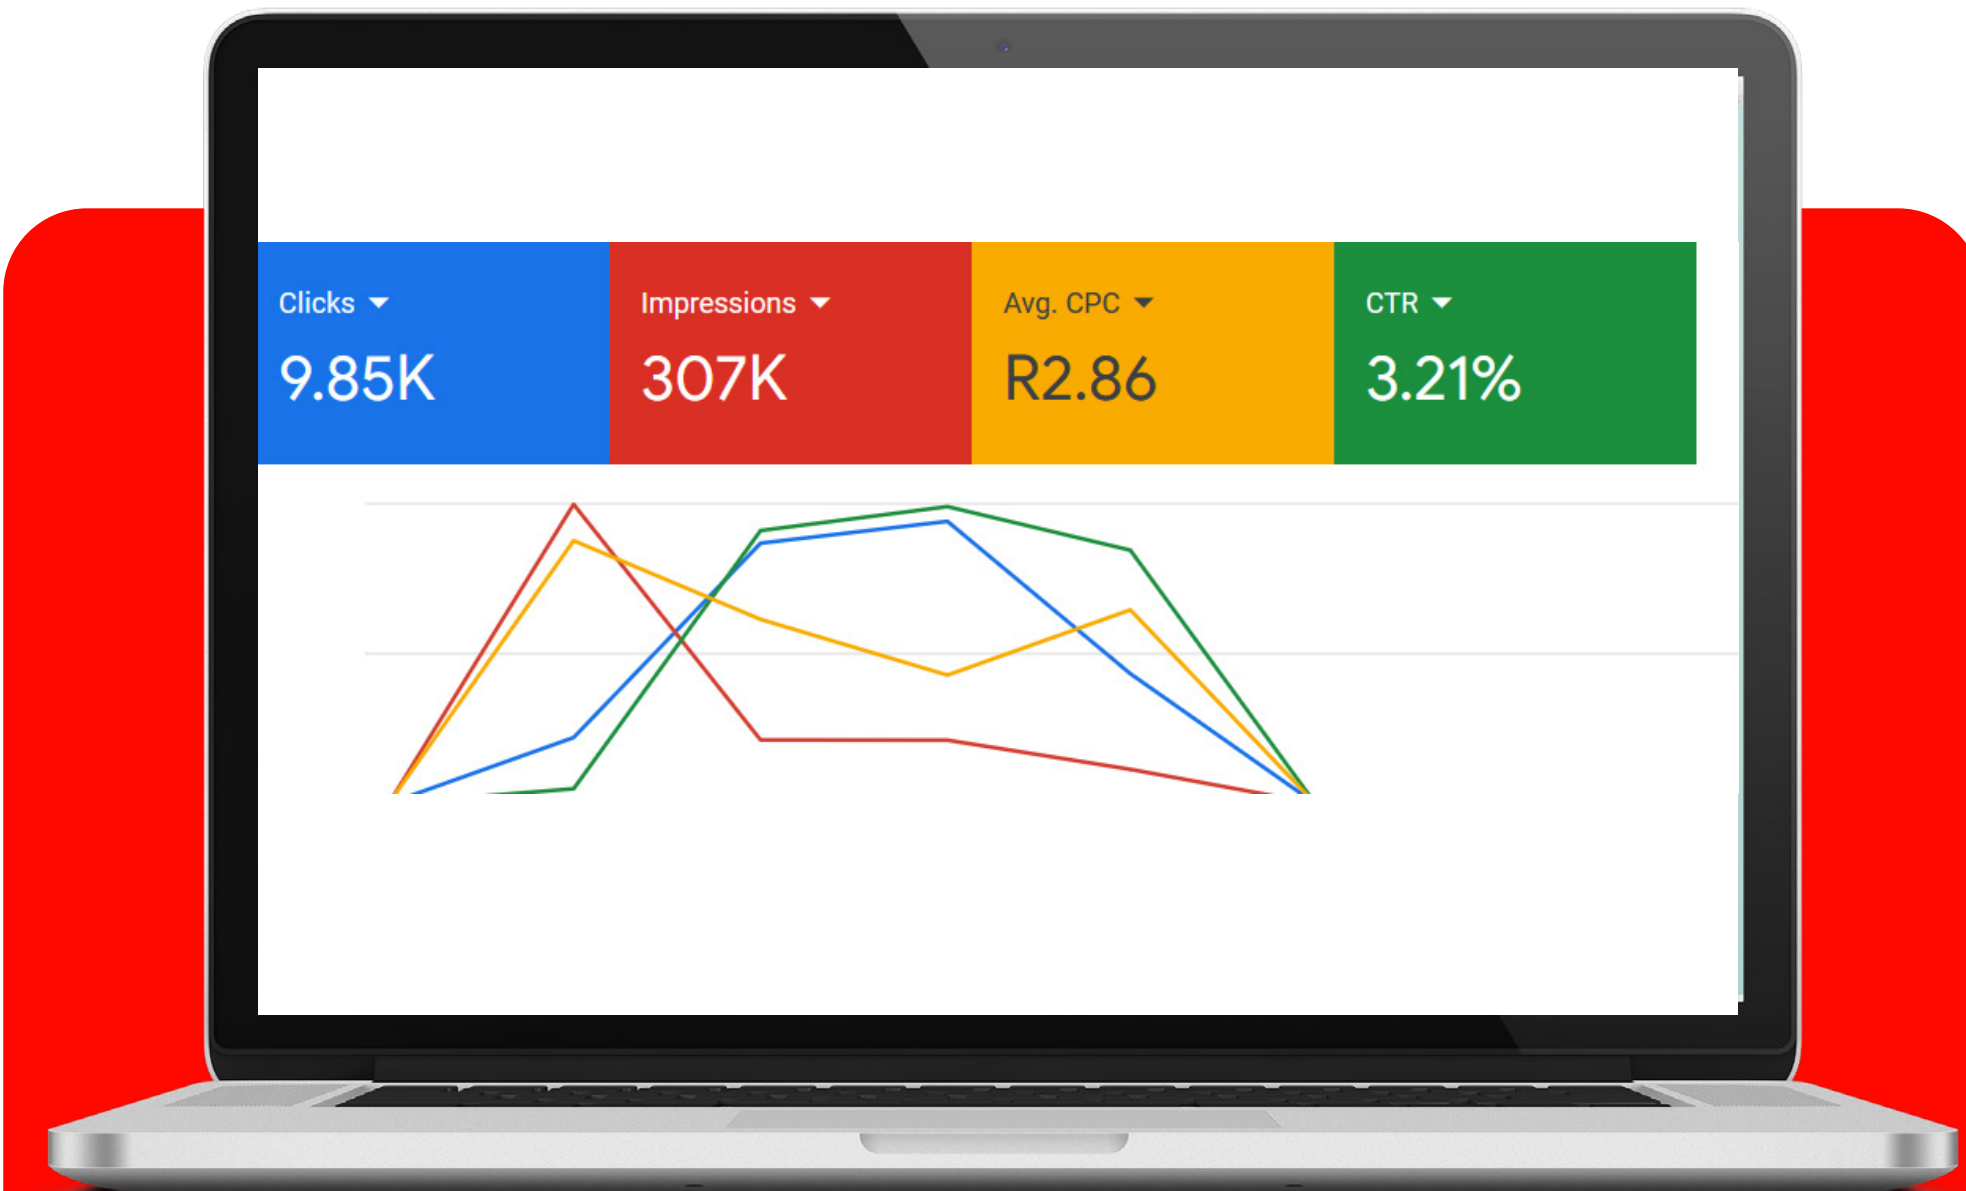 Clicks
Impressions
Avg. CPC
CTR
9.85K
307K
R2.86
3.21%